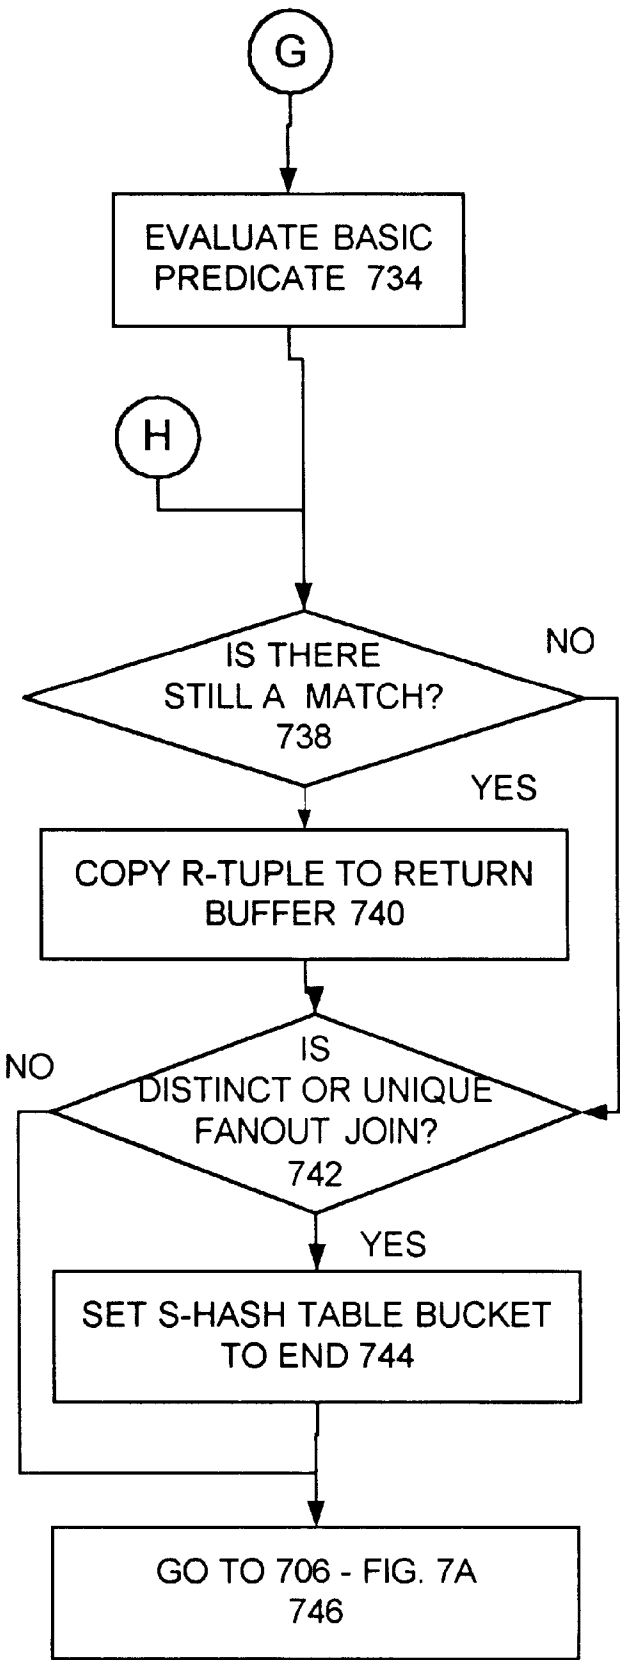 G
EVALUATE BASIC
PREDICATE 734
H
IS THERE
STILL A MATCH?
738
NO
YES
COPY R-TUPLE TO RETURN
BUFFER 740
NO
IS
DISTINCT OR UNIQUE
FANOUT JOIN?
742
YES
SET S-HASH TABLE BUCKET
TO END 744
GO TO 706 - FIG. 7A
746